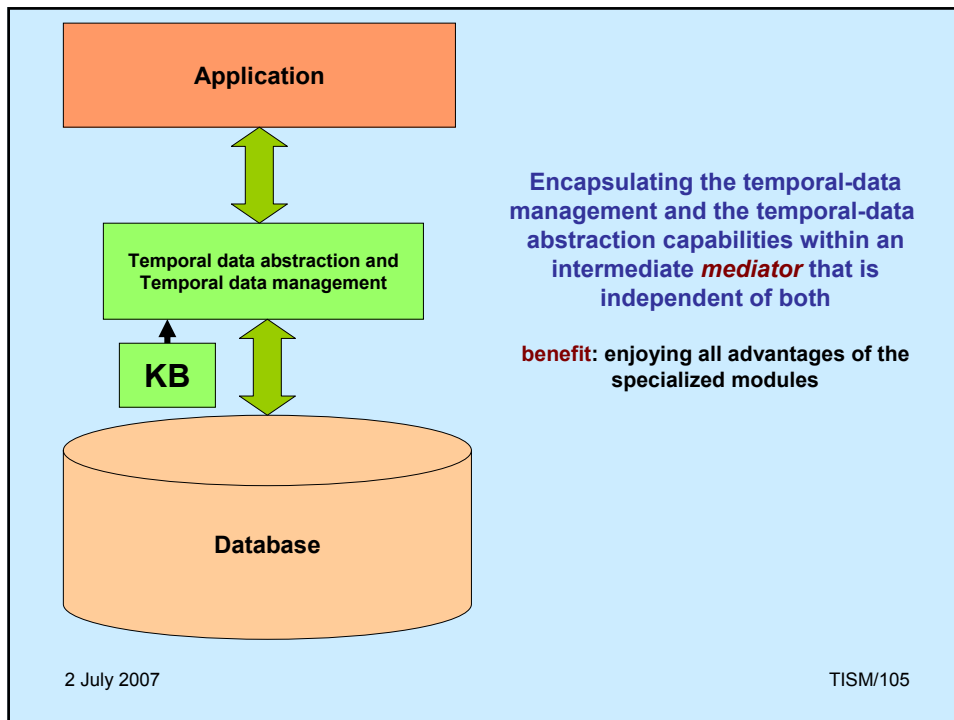 Application
Temporal data abstraction and
Temporal data management
KB
Database
Encapsulating the temporal-data
management and the temporal-data
abstraction capabilities within an
intermediate mediator that is
independent of both
benefit: enjoying all advantages of the
specialized modules
2 July 2007
TISM/105